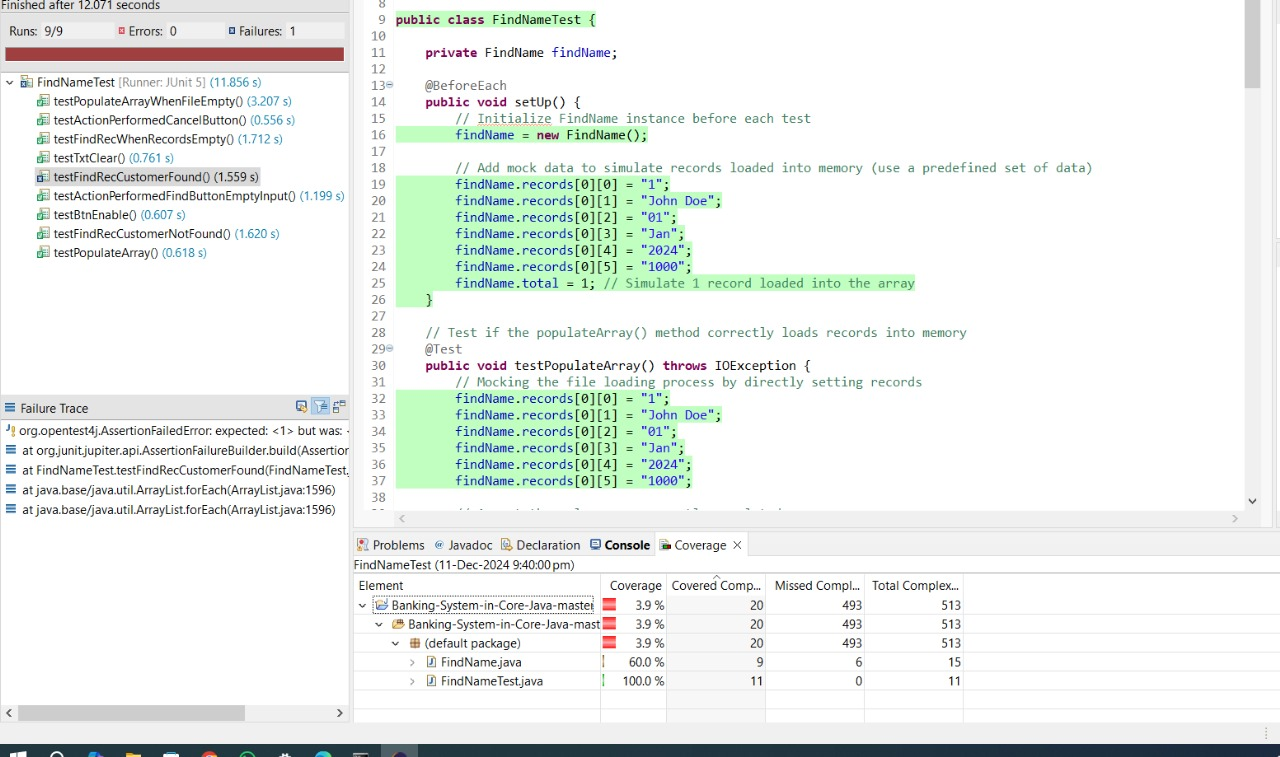 Finished after 12.071 seconds
Runs: 9/9 Errors: 0 Failures: 1
FindNameTest [Runner: JUnit 5] (11.856 s)
testPopulateArrayWhenFileEmpty() (3.207 s)
testActionPerformedCancelButton() (0.556 s)
testFindRecWhenRecordsEmpty() (1.712 s)
testTxtClear() (0.761 s)
testFindRecCustomerFound() (1.559 s)
testActionPerformedFindButtonEmptyInput() (1.199 s)
testBtnEnable() (0.607 s)
testFindRecCustomerNotFound() (1.620 s)
testPopulateArray() (0.618 s)
Failure Trace
org.opentest4j.AssertionFailedError: expected: <1> but was:
at org.junit.jupiter.api.AssertionFailureBuilder.build(Assertion
at FindNameTest.testFindRecCustomerFound(FindNameTest.
at java.base/java.util.ArrayList.forEach(ArrayList.java:1596)
at java.base/java.util.ArrayList.forEach(ArrayList.java:1596)
8
9 public class FindNameTest {
10
11 private FindName findName;
12
13 @BeforeEach
14 public void setUp() {
15 // Initialize FindName instance before each test
16 findName = new FindName();
17
18 // Add mock data to simulate records loaded into memory (use a predefined set of data)
19 findName.records[0][0] = "1";
20 findName.records[0][1] = "John Doe";
21 findName.records[0][2] = "01";
22 findName.records[0][3] = "Jan";
23 findName.records[0][4] = "2024";
24 findName.records[0][5] = "1000";
25 findName.total = 1; // Simulate 1 record loaded into the array
26 }
27
28 // Test if the populateArray() method correctly loads records into memory
29 @Test
30 public void testPopulateArray() throws IOException {
31 // Mocking the file loading process by directly setting records
32 findName.records[0][0] = "1";
33 findName.records[0][1] = "John Doe";
34 findName.records[0][2] = "01";
35 findName.records[0][3] = "Jan";
36 findName.records[0][4] = "2024";
37 findName.records[0][5] = "1000";
38
Problems Javadoc Declaration Console Coverage
FindNameTest (11-Dec-2024 9:40:00 pm)
Element Coverage Covered Comp... Missed Compl... Total Complex...
Banking-System-in-Core-Java-master 3.9 % 20 493 513
Banking-System-in-Core-Java-mast 3.9 % 20 493 513
(default package) 3.9 % 20 493 513
FindName.java 60.0 % 9 6 15
FindNameTest.java 100.0 % 11 0 11